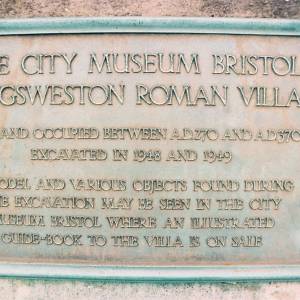 E CITY MUSEUM BRISTOL
GSWESTON ROMAN VILLA
AND OCCUPIED BETWEEN A.D.270 AND A.D.370
EXCAVATED IN 1948 AND 1949
ODEL AND VARIOUS OBJECTS FOUND DURING
E EXCAVATION MAY BE SEEN IN THE CITY
USEUM BRISTOL WHERE AN ILLUSTRATED
GUIDE-BOOK TO THE VILLA IS ON SALE